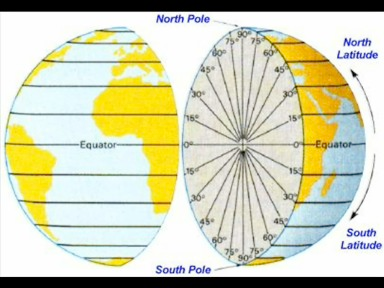 North Pole
North
Latitude
90°
75° 75°
60° 60°
45° 45°
30° 30°
15° 15°
Equator 0° 0° Equator
15° 15°
30° 30°
45° 45°
60° 60°
75° 75°
90°
South
Latitude
South Pole